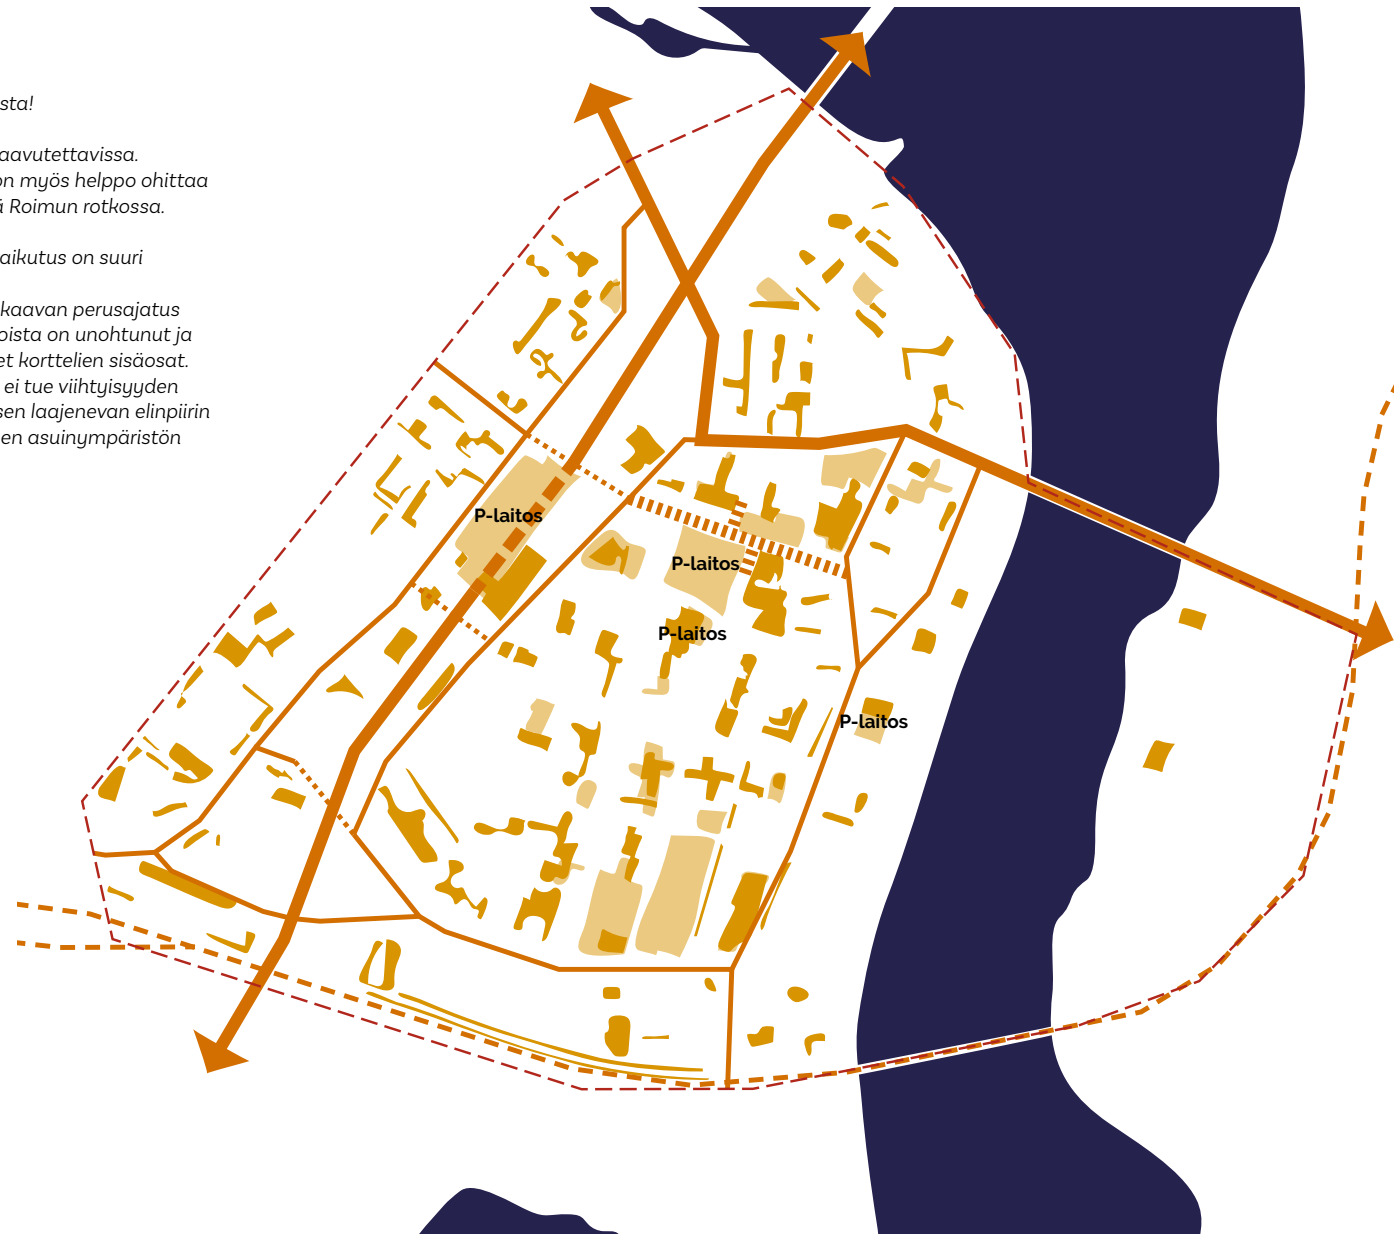 sta!
aavutettavissa.
on myös helppo ohittaa
ä Roimun rotkossa.
aikutus on suuri
kaavan perusajatus
oista on unohtunut ja
et korttelien sisäosat.
ei tue viihtyisyyden
sen laajenevan elinpiirin
en asuinympäristön
P-laitos
P-laitos
P-laitos
P-laitos